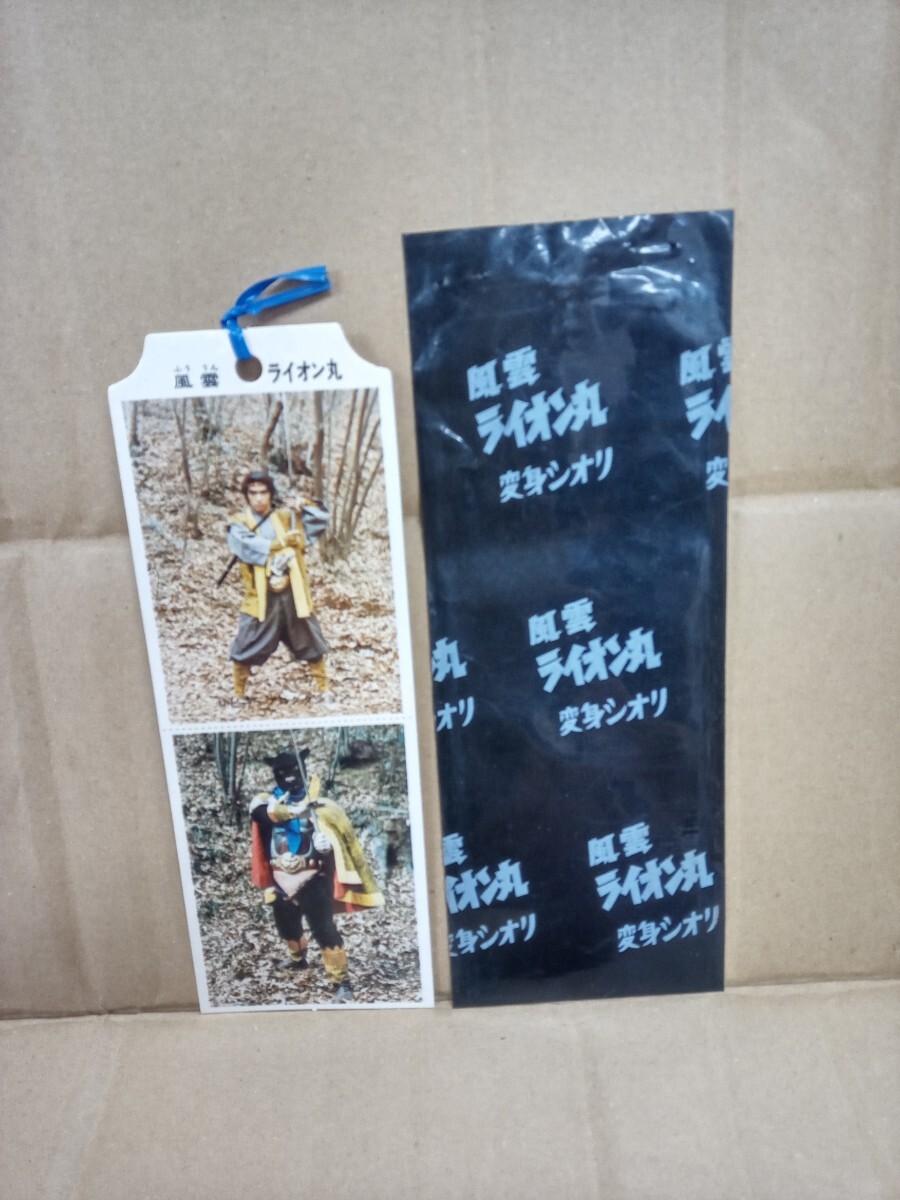 ふううん
風雲 ライオン丸
風雲
ライオン丸
変身シオリ
風雲
ライオン
変
風雲
ライオン丸
変身シオリ
丸
オリ
風雲
ライオン丸
変身シオリ
雲
イオン丸
変身シオリ